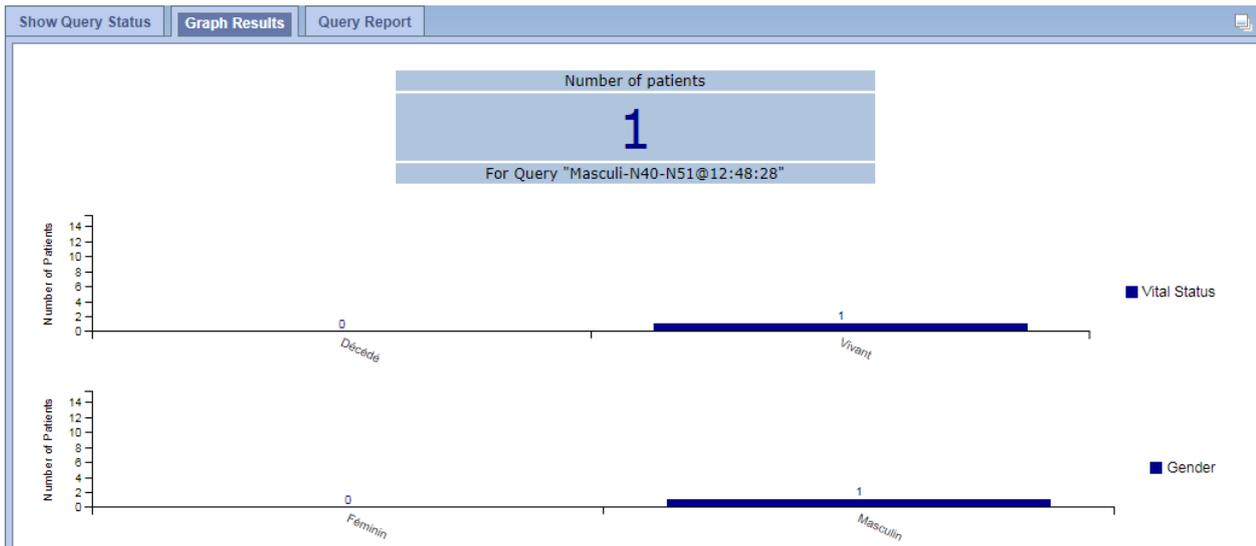 Show Query Status Graph Results Query Report
Number of patients
1
For Query "Masculi-N40-N51@12:48:28"
Number of Patients
14
12
10
8
6
4
2
0
0
1
Décédé
Vivant
Vital Status
Number of Patients
14
12
10
8
6
4
2
0
0
1
Féminin
Masculin
Gender